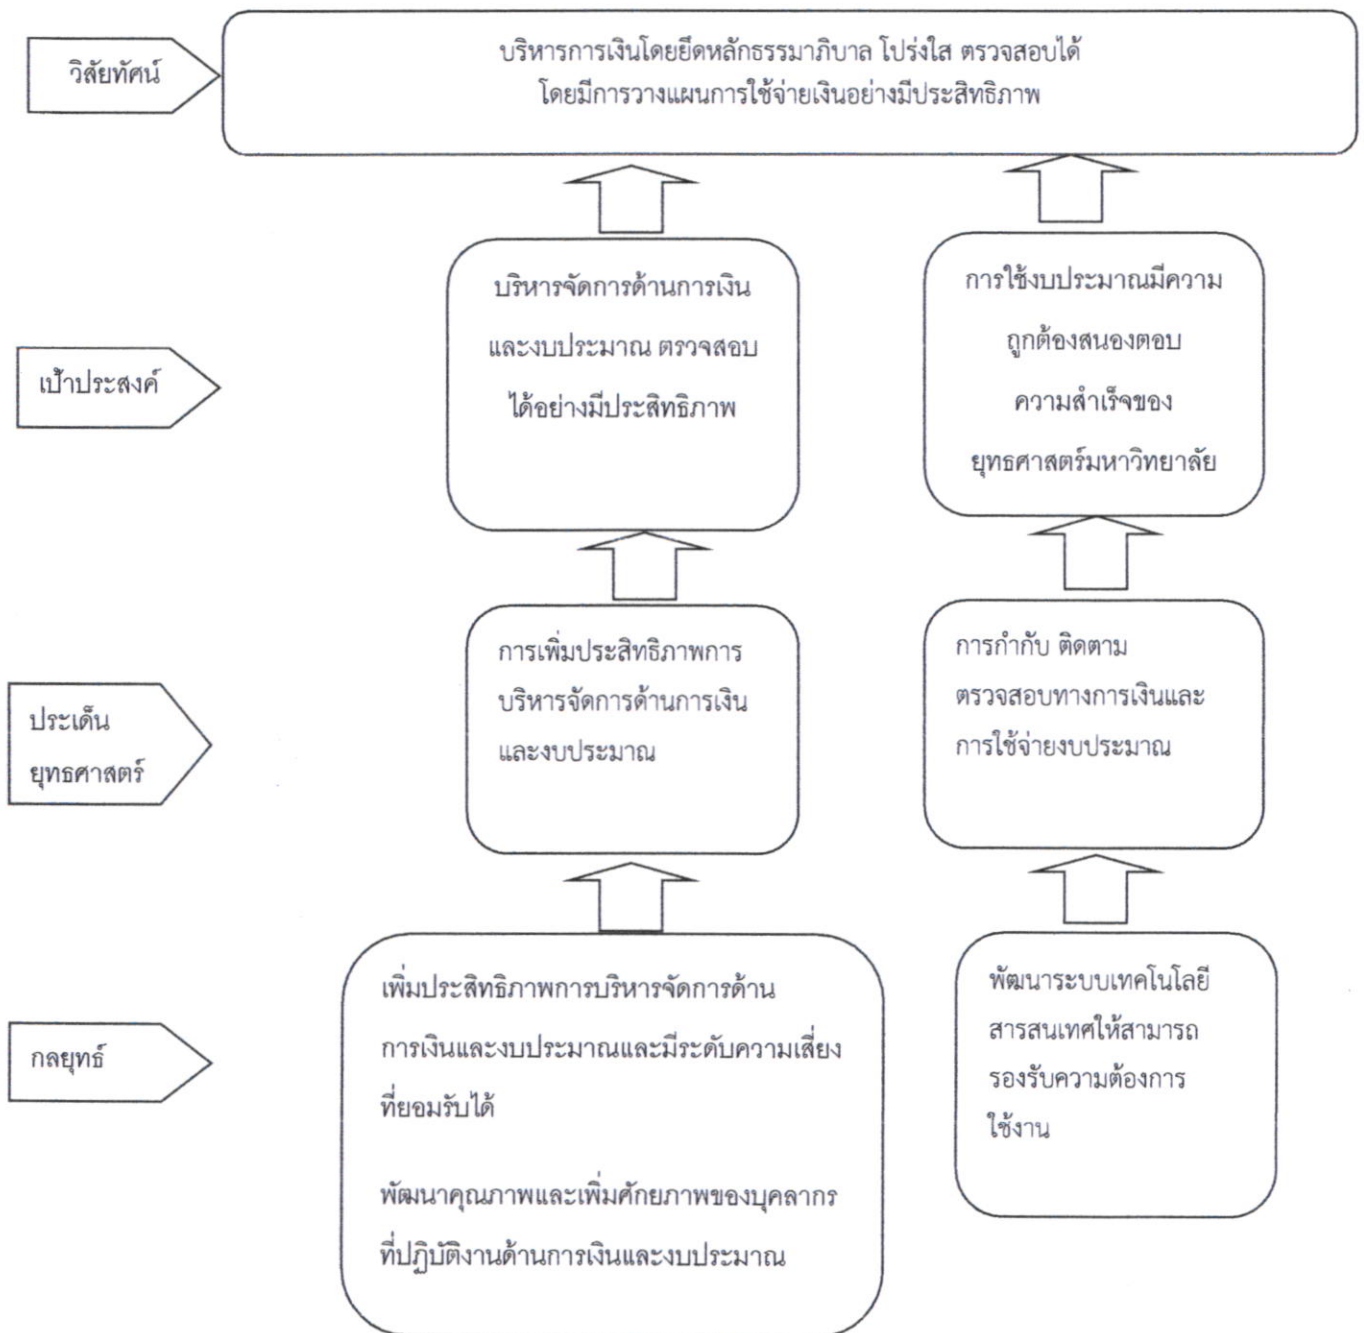 วิสัยทัศน์
บริหารการเงินโดยยึดหลักธรรมาภิบาล โปร่งใส ตรวจสอบได้
โดยมีการวางแผนการใช้จ่ายเงินอย่างมีประสิทธิภาพ
เป้าประสงค์
บริหารจัดการด้านการเงิน
และงบประมาณ ตรวจสอบ
ได้อย่างมีประสิทธิภาพ
การใช้งบประมาณมีความ
ถูกต้องสนองตอบ
ความสำเร็จของ
ยุทธศาสตร์มหาวิทยาลัย
ประเด็น
ยุทธศาสตร์
การเพิ่มประสิทธิภาพการ
บริหารจัดการด้านการเงิน
และงบประมาณ
การกำกับ ติดตาม
ตรวจสอบทางการเงินและ
การใช้จ่ายงบประมาณ
กลยุทธ์
เพิ่มประสิทธิภาพการบริหารจัดการด้าน
การเงินและงบประมาณและมีระดับความเสี่ยง
ที่ยอมรับได้
พัฒนาคุณภาพและเพิ่มศักยภาพของบุคลากร
ที่ปฏิบัติงานด้านการเงินและงบประมาณ
พัฒนาระบบเทคโนโลยี
สารสนเทศให้สามารถ
รองรับความต้องการ
ใช้งาน